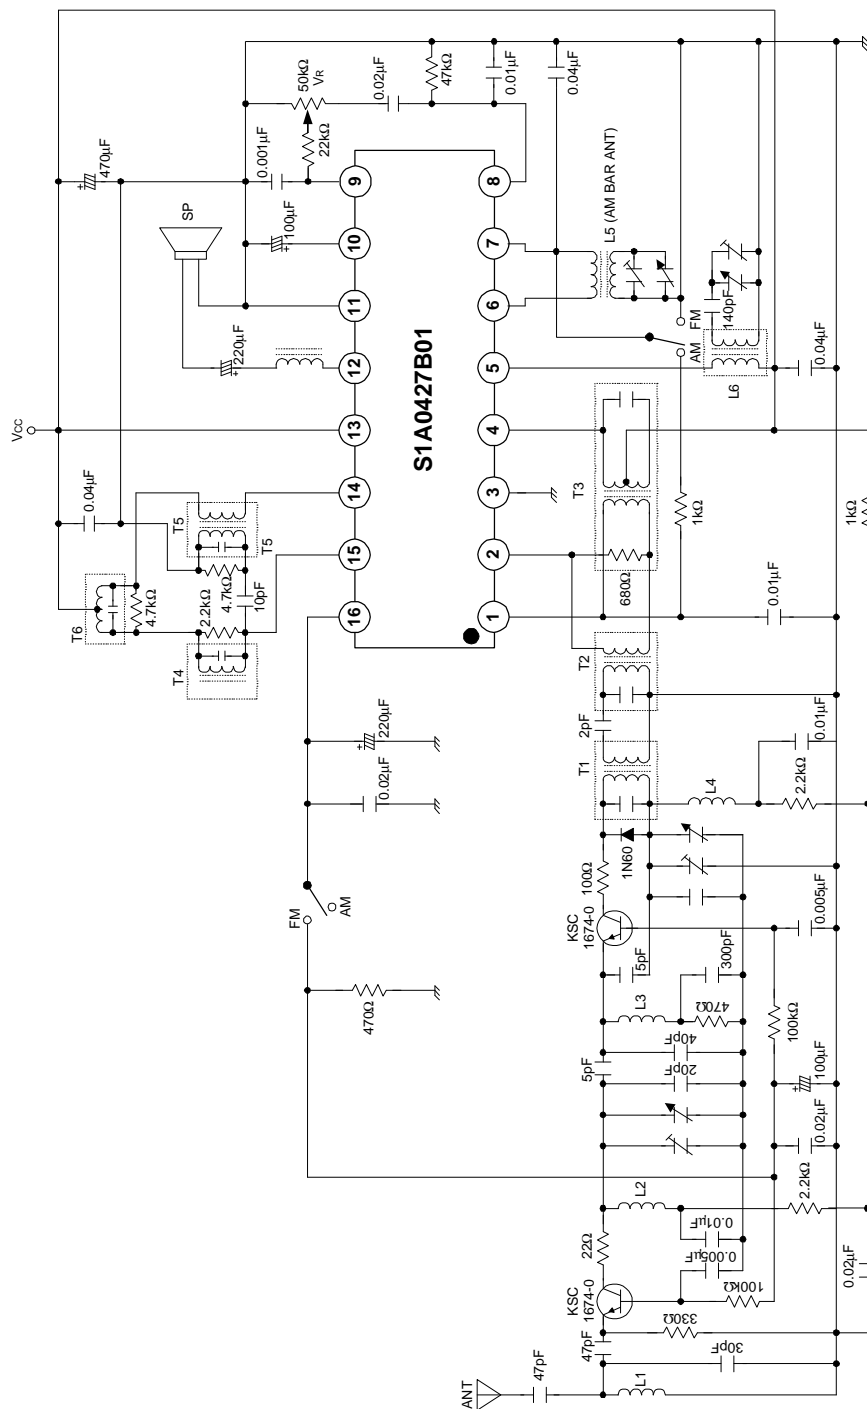 VCC
470µF
0.04µF
SP
220µF
100µF
0.001µF
50kΩ
VR
22kΩ
0.02µF
47kΩ
0.01µF
0.04µF
T6
4.7kΩ
2.2kΩ
4.7kΩ
10pF
T5
T5
T4
16
15
14
13
12
11
10
9
S1A0427B01
1
2
3
4
5
6
7
8
L5 (AM BAR ANT)
FM
AM
140pF
L6
0.04µF
T3
680Ω
1kΩ
1kΩ
0.01µF
FM
AM
470Ω
0.02µF
220µF
T2
2pF
T1
L4
0.01µF
2.2kΩ
1N60
100Ω
KSC
1674-0
5pF
0.005µF
300pF
L3
470Ω
100kΩ
40pF
5pF
20pF
100µF
0.02µF
L2
2.2kΩ
22Ω
0.01µF
0.005µF
0.02µF
KSC
1674-0
100kΩ
330Ω
47pF
30pF
ANT
47pF
L1